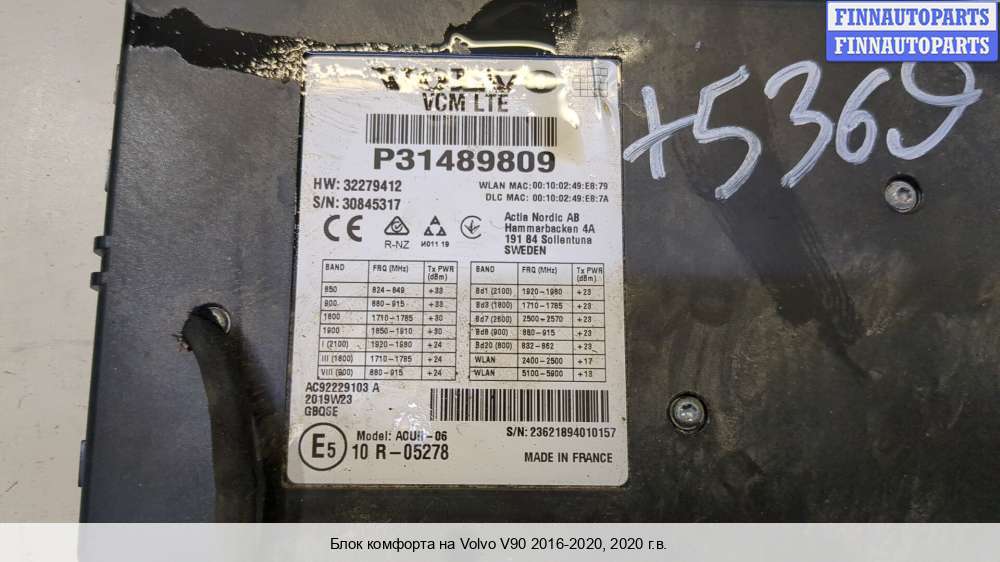 FINNAUTOPARTS
FINNAUTOPARTS
VOLVO
VCM LTE
P31489809
HW: 32279412
S/N: 30845317
WLAN MAC: 00:10:02:49:E8:79
DLC MAC: 00:10:02:49:E8:7A
CE
R-NZ
И011 19
Actia Nordic AB
Hammarbacken 4A
191 84 Sollentuna
SWEDEN
BAND FRQ (MHz) Tx PWR (dBm)
850 824-849 +33
900 880-915 +33
1800 1710-1785 +30
1900 1850-1910 +30
I (2100) 1920-1980 +24
III (1800) 1710-1785 +24
VIII (900) 880-915 +24
BAND FRQ (MHz) Tx PWR (dBm)
Bd1 (2100) 1920-1980 +23
Bd3 (1800) 1710-1785 +23
Bd7 (2600) 2500-2570 +23
Bd8 (900) 880-915 +23
Bd20 (800) 832-862 +23
WLAN 2400-2500 +17
WLAN 5100-5900 +13
AC92229103 A
2019W23
GBQSE
S/N: 23621894010157
E5
Model: ACUII-06
10 R-05278
MADE IN FRANCE
+5369
Блок комфорта на Volvo V90 2016-2020, 2020 г.в.